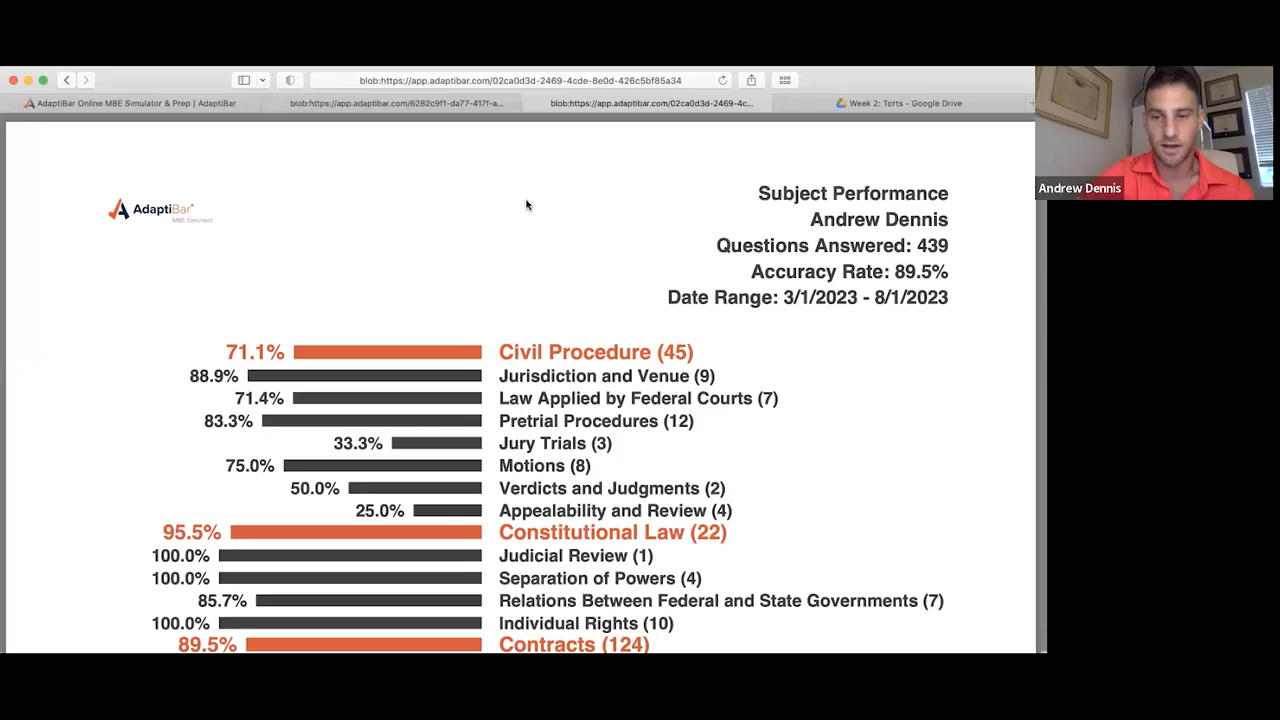 blob:https://app.adaptibar.com/02ca0d3d-2469-4cde-8e0d-426c5bf85a34
AdaptiBar Online MBE Simulator & Prep | AdaptiBar
blob:https://app.adaptibar.com/6282c9f1-da77-417f-a...
blob:https://app.adaptibar.com/02ca0d3d-2469-4c...
Week 2: Torts - Google Drive
Andrew Dennis
AdaptiBar
MBE Simulator
Subject Performance
Andrew Dennis
Questions Answered: 439
Accuracy Rate: 89.5%
Date Range: 3/1/2023 - 8/1/2023
71.1% Civil Procedure (45)
88.9% Jurisdiction and Venue (9)
71.4% Law Applied by Federal Courts (7)
83.3% Pretrial Procedures (12)
33.3% Jury Trials (3)
75.0% Motions (8)
50.0% Verdicts and Judgments (2)
25.0% Appealability and Review (4)
95.5% Constitutional Law (22)
100.0% Judicial Review (1)
100.0% Separation of Powers (4)
85.7% Relations Between Federal and State Governments (7)
100.0% Individual Rights (10)
89.5% Contracts (124)